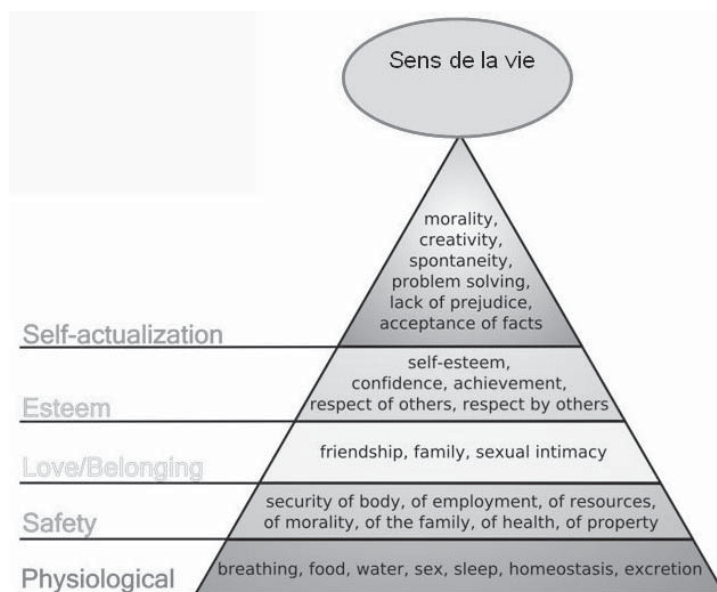 Sens de la vie
morality,
creativity,
spontaneity,
problem solving,
lack of prejudice,
acceptance of facts
Self-actualization
self-esteem,
confidence, achievement,
respect of others, respect by others
Esteem
friendship, family, sexual intimacy
Love/Belonging
security of body, of employment, of resources,
of morality, of the family, of health, of property
Safety
breathing, food, water, sex, sleep, homeostasis, excretion
Physiological